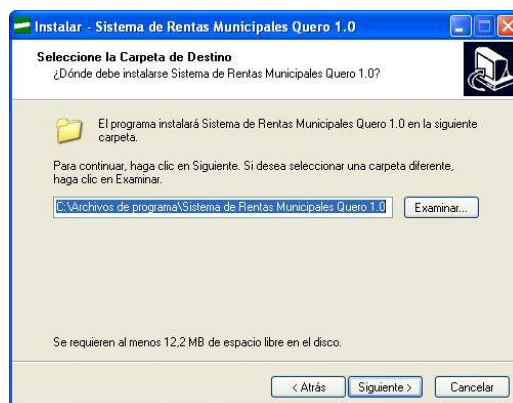 Instalar - Sistema de Rentas Municipales Quero 1.0
Seleccione la Carpeta de Destino
¿Dónde debe instalarse Sistema de Rentas Municipales Quero 1.0?
El programa instalará Sistema de Rentas Municipales Quero 1.0 en la siguiente
carpeta.
Para continuar, haga clic en Siguiente. Si desea seleccionar una carpeta diferente,
haga clic en Examinar.
C:\Archivos de programa\Sistema de Rentas Municipales Quero 1.0
Examinar...
Se requieren al menos 12,2 MB de espacio libre en el disco.
< Atrás
Siguiente >
Cancelar